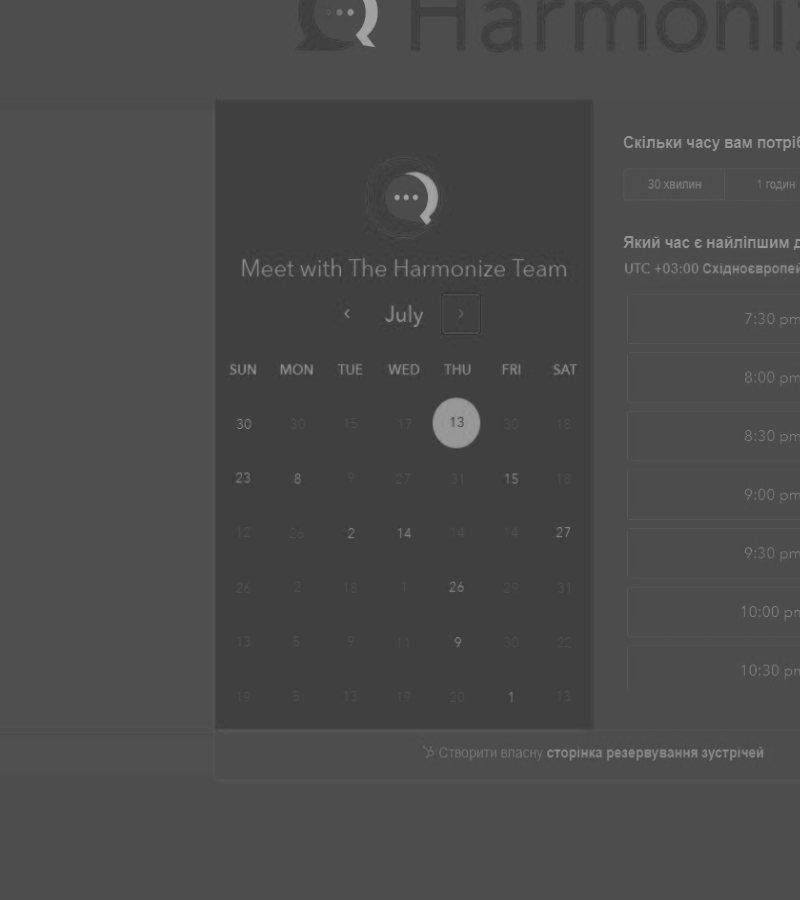 Harmoniz
Meet with The Harmonize Team
July
SUN MON TUE WED THU FRI SAT
30 30 15 17 13 30 18
23 8 9 27 31 15 18
12 26 2 14 14 14 27
26 2 18 1 26 29 31
13 5 9 11 9 30 22
19 5 13 19 20 1 13
Скільки часу вам потріб
30 хвилин 1 годин
Який час є найліпшим д
UTC +03:00 Східноєвропей
7:30 pm
8:00 pm
8:30 pm
9:00 pm
9:30 pm
10:00 pm
10:30 pm
Створити власну сторінка резервування зустрічей